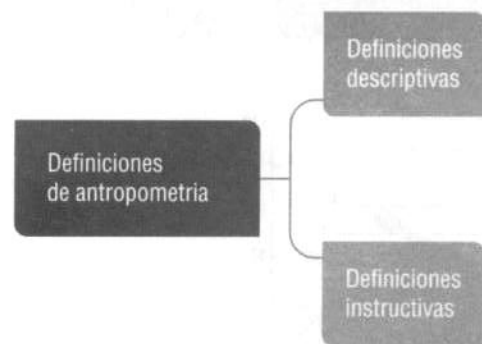 Definiciones
descriptivas
Definiciones
de antropometria
Definiciones
instructivas